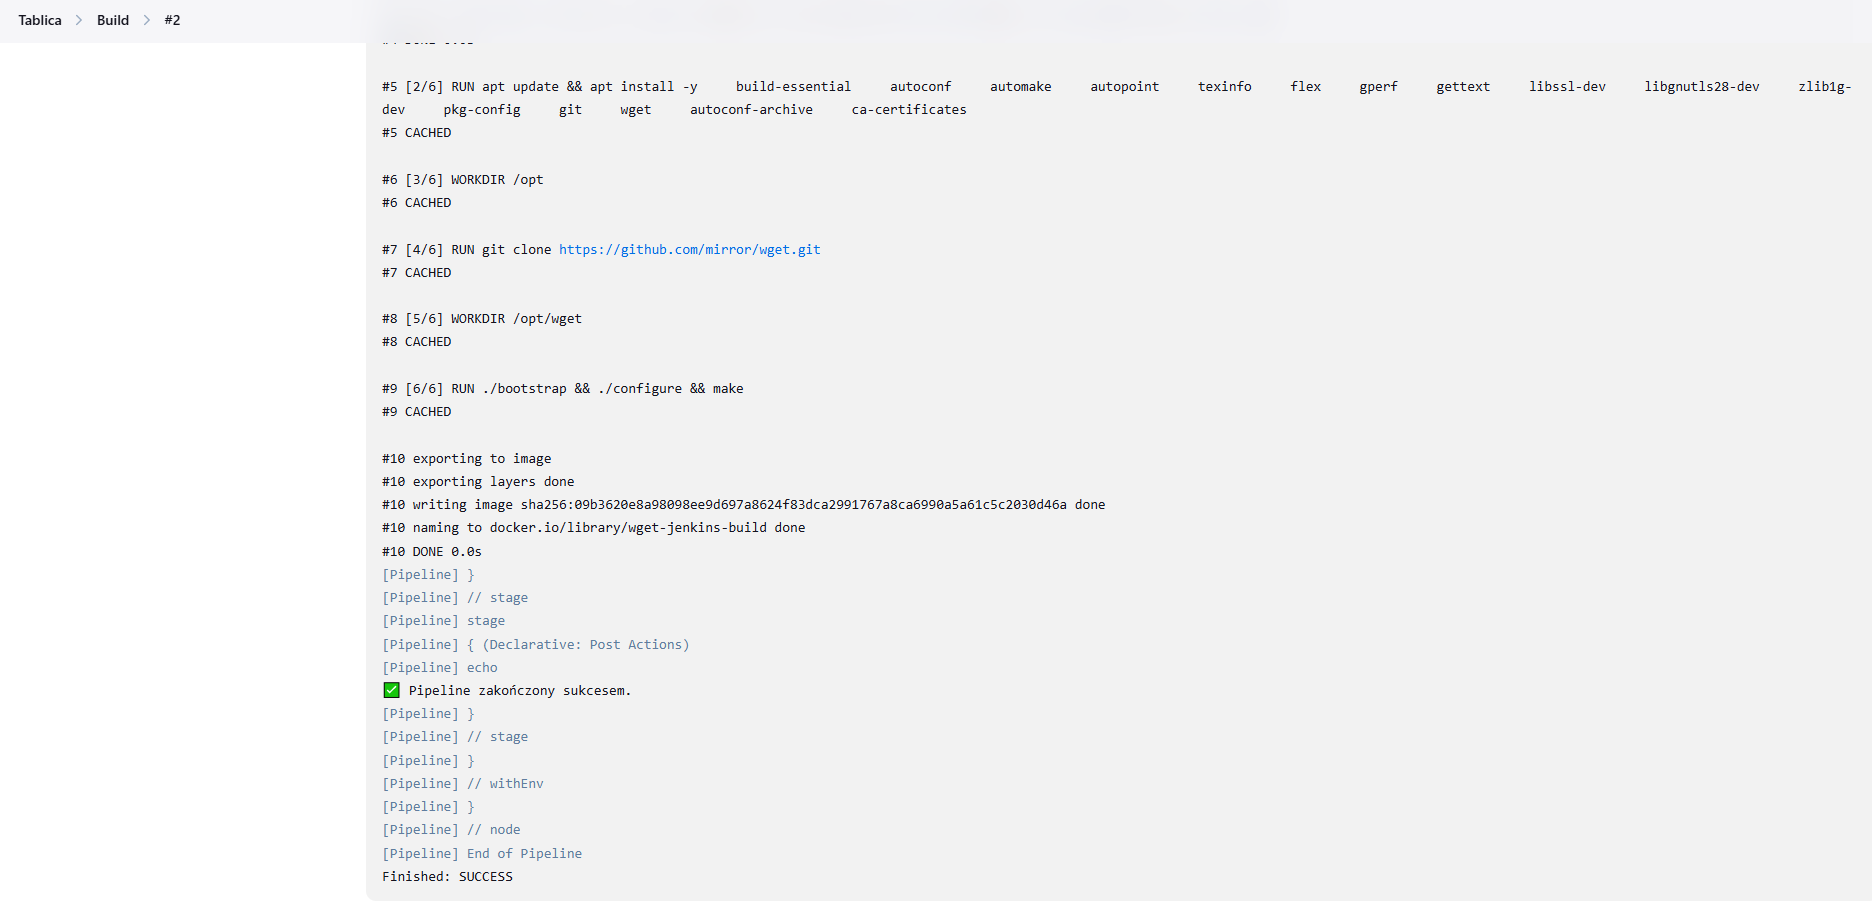 Tablica > Build > #2
#5 [2/6] RUN apt update && apt install -y     build-essential     autoconf     automake     autopoint     texinfo     flex     gperf     gettext     libssl-dev     libgnutls28-dev     zlib1g-
dev     pkg-config     git     wget     autoconf-archive     ca-certificates
#5 CACHED
#6 [3/6] WORKDIR /opt
#6 CACHED
#7 [4/6] RUN git clone https://github.com/mirror/wget.git
#7 CACHED
#8 [5/6] WORKDIR /opt/wget
#8 CACHED
#9 [6/6] RUN ./bootstrap && ./configure && make
#9 CACHED
#10 exporting to image
#10 exporting layers done
#10 writing image sha256:09b3620e8a98098ee9d697a8624f83dca2991767a8ca6990a5a61c5c2030d46a done
#10 naming to docker.io/library/wget-jenkins-build done
#10 DONE 0.0s
[Pipeline] }
[Pipeline] // stage
[Pipeline] stage
[Pipeline] { (Declarative: Post Actions)
[Pipeline] echo
✅ Pipeline zakończony sukcesem.
[Pipeline] }
[Pipeline] // stage
[Pipeline] }
[Pipeline] // withEnv
[Pipeline] }
[Pipeline] // node
[Pipeline] End of Pipeline
Finished: SUCCESS